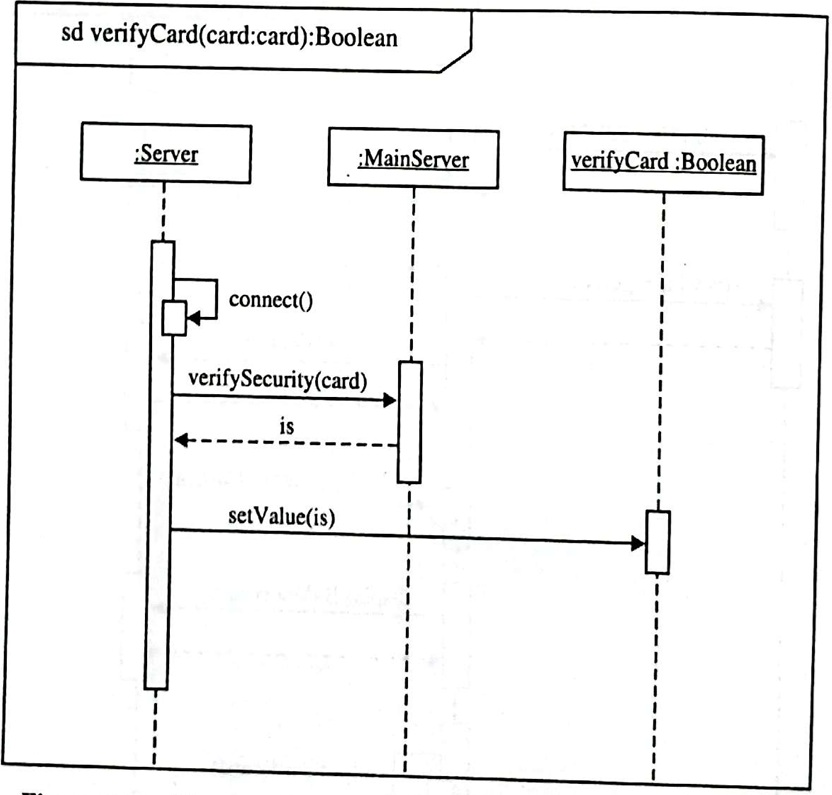 sd verifyCard(card:card):Boolean
:Server
:MainServer
verifyCard :Boolean
connect()
verifySecurity(card)
is
setValue(is)